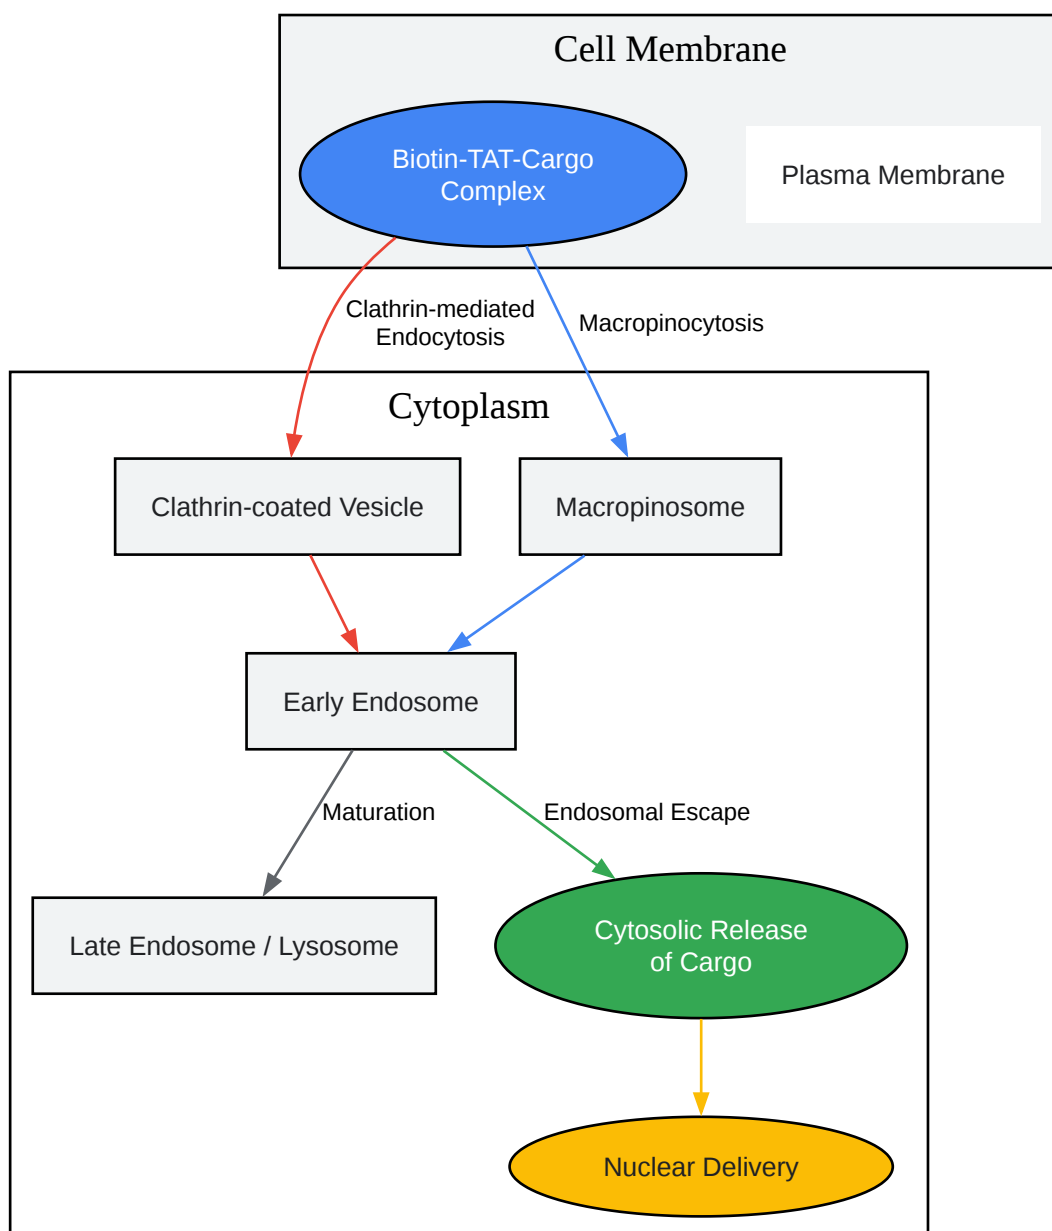 Cell Membrane
Biotin-TAT-Cargo
Complex
Plasma Membrane
Clathrin-mediated
Endocytosis
Macropinocytosis
Cytoplasm
Clathrin-coated Vesicle
Macropinosome
Early Endosome
Maturation
Endosomal Escape
Late Endosome / Lysosome
Cytosolic Release
of Cargo
Nuclear Delivery